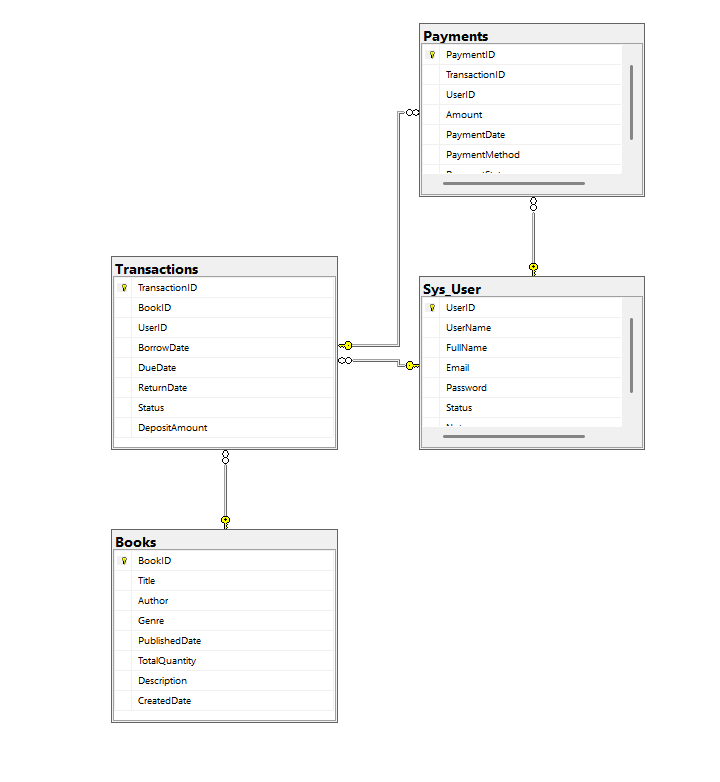 Payments
PaymentID
TransactionID
UserID
Amount
PaymentDate
PaymentMethod
Transactions
TransactionID
BookID
UserID
BorrowDate
DueDate
ReturnDate
Status
DepositAmount
Sys_User
UserID
UserName
FullName
Email
Password
Status
Books
BookID
Title
Author
Genre
PublishedDate
TotalQuantity
Description
CreatedDate